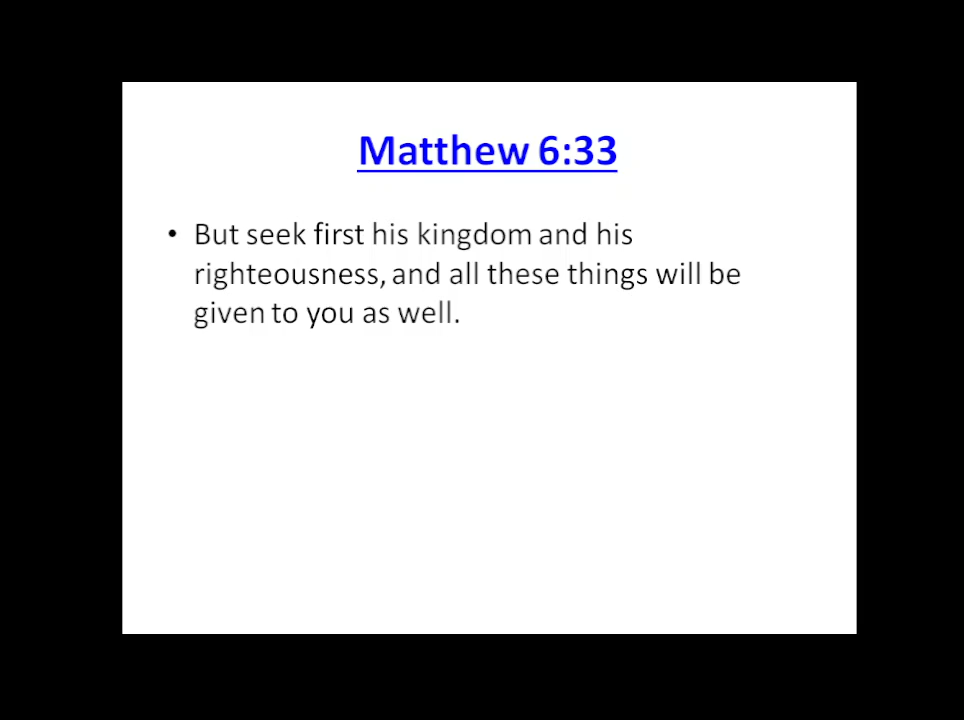 Matthew 6:33
• But seek first his kingdom and his
righteousness, and all these things will be
given to you as well.